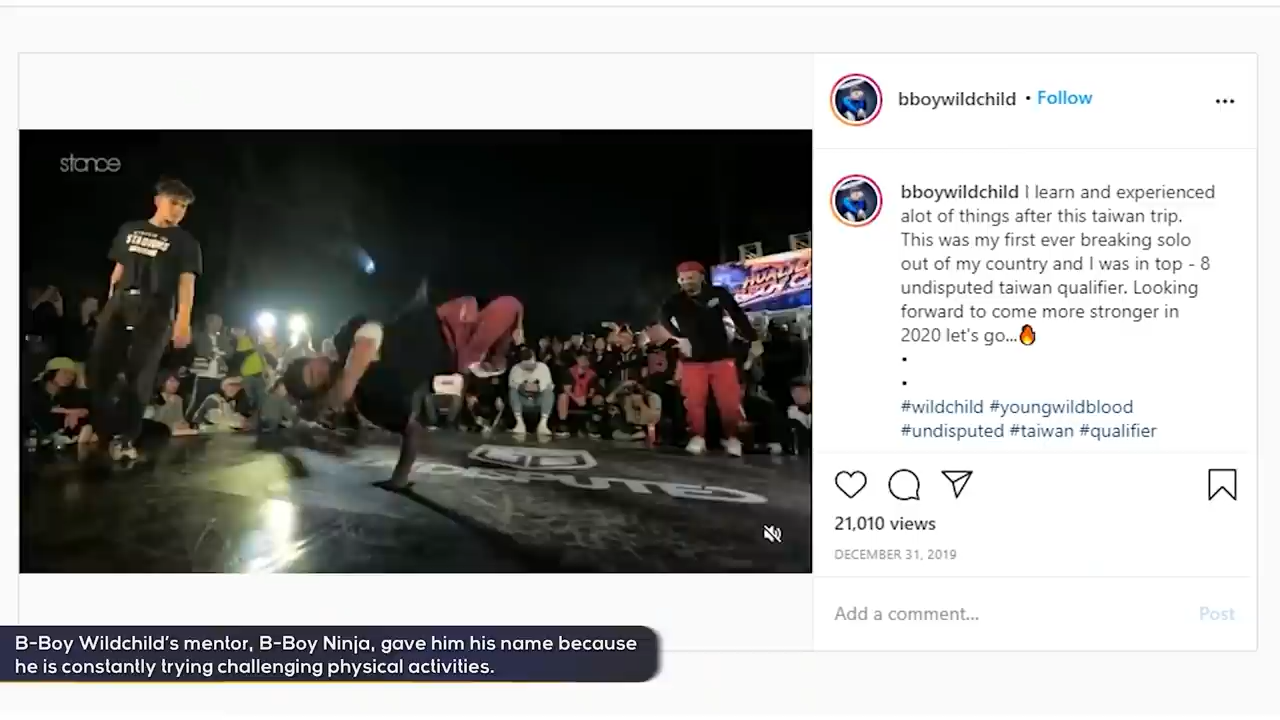 stance
STADIUMS
HUALIEN
UNDISPUTED
bboywildchild • Follow
bboywildchild I learn and experienced
alot of things after this taiwan trip.
This was my first ever breaking solo
out of my country and I was in top - 8
undisputed taiwan qualifier. Looking
forward to come more stronger in
2020 let's go...🔥
•
•
#wildchild #youngwildblood
#undisputed #taiwan #qualifier
21,010 views
DECEMBER 31, 2019
Add a comment... Post
B-Boy Wildchild's mentor, B-Boy Ninja, gave him his name because
he is constantly trying challenging physical activities.